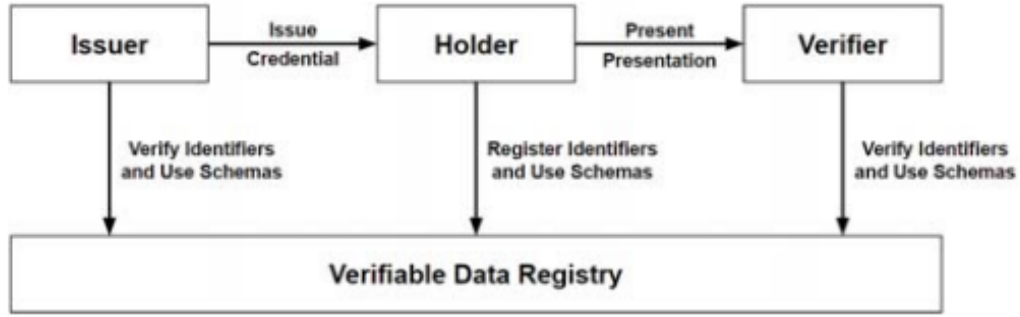 Issuer
Issue
Credential
Holder
Present
Presentation
Verifier
Verify Identifiers
and Use Schemas
Register Identifiers
and Use Schemas
Verify Identifiers
and Use Schemas
Verifiable Data Registry